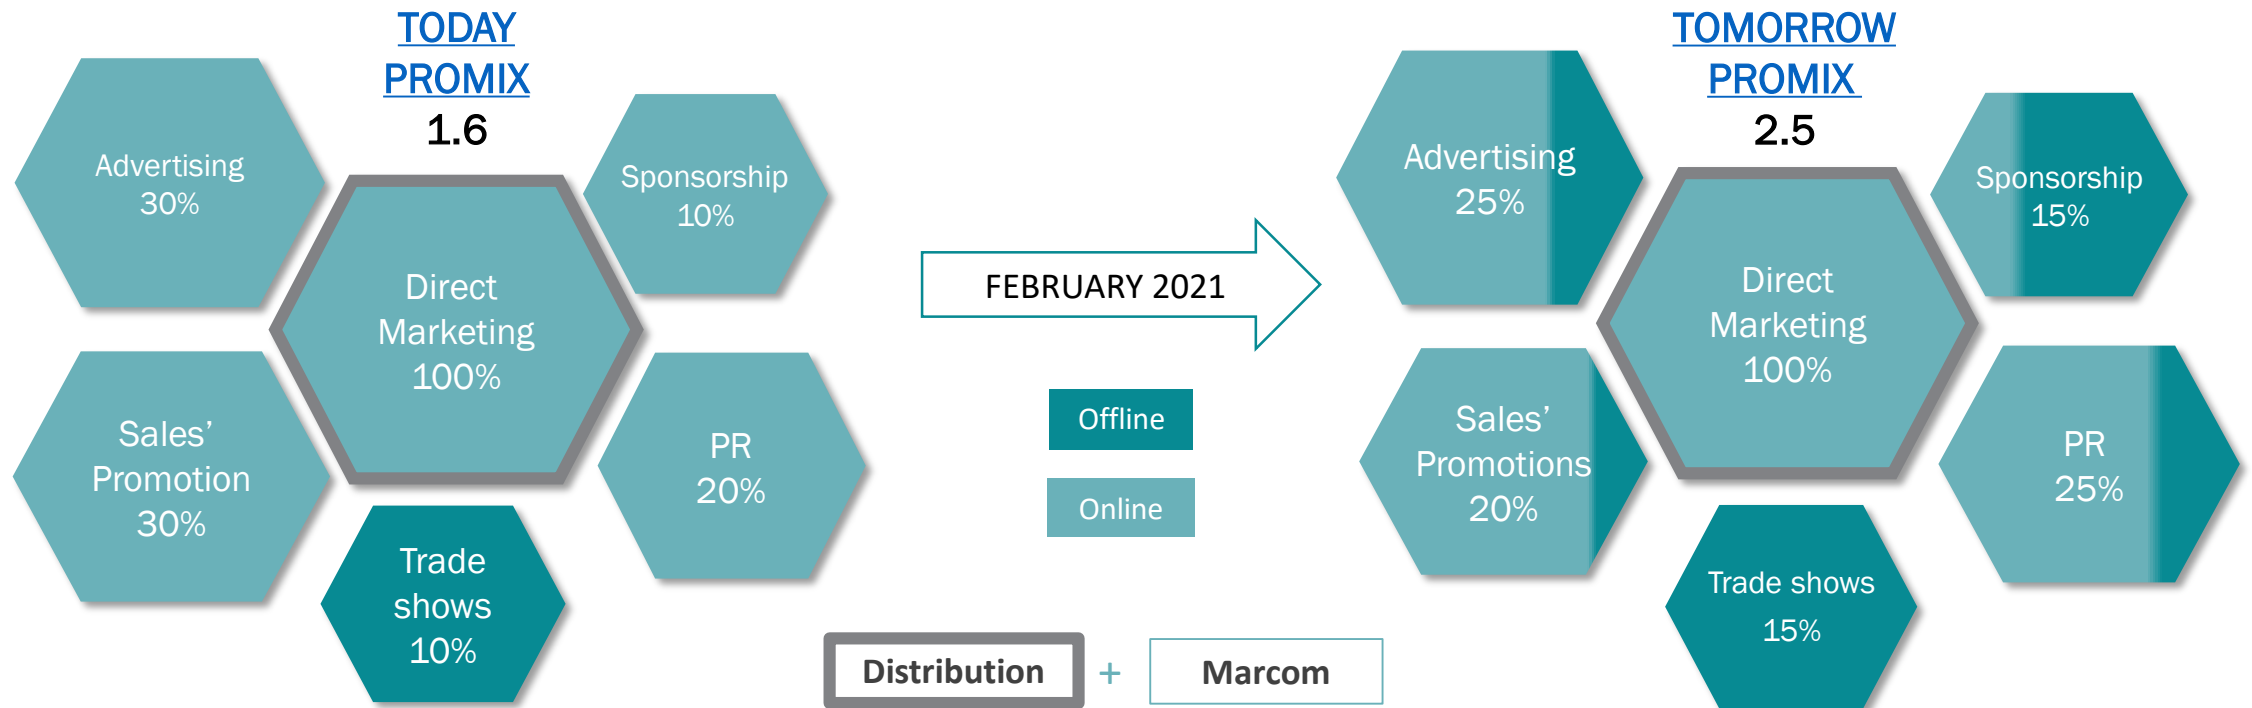 TODAY
PROMIX
1.6
Advertising
30%
Sponsorship
10%
Direct
Marketing
100%
Sales’
Promotion
30%
PR
20%
Trade
shows
10%
FEBRUARY 2021
Offline
Online
Distribution + Marcom
TOMORROW
PROMIX
2.5
Advertising
25%
Sponsorship
15%
Direct
Marketing
100%
Sales’
Promotions
20%
PR
25%
Trade shows
15%